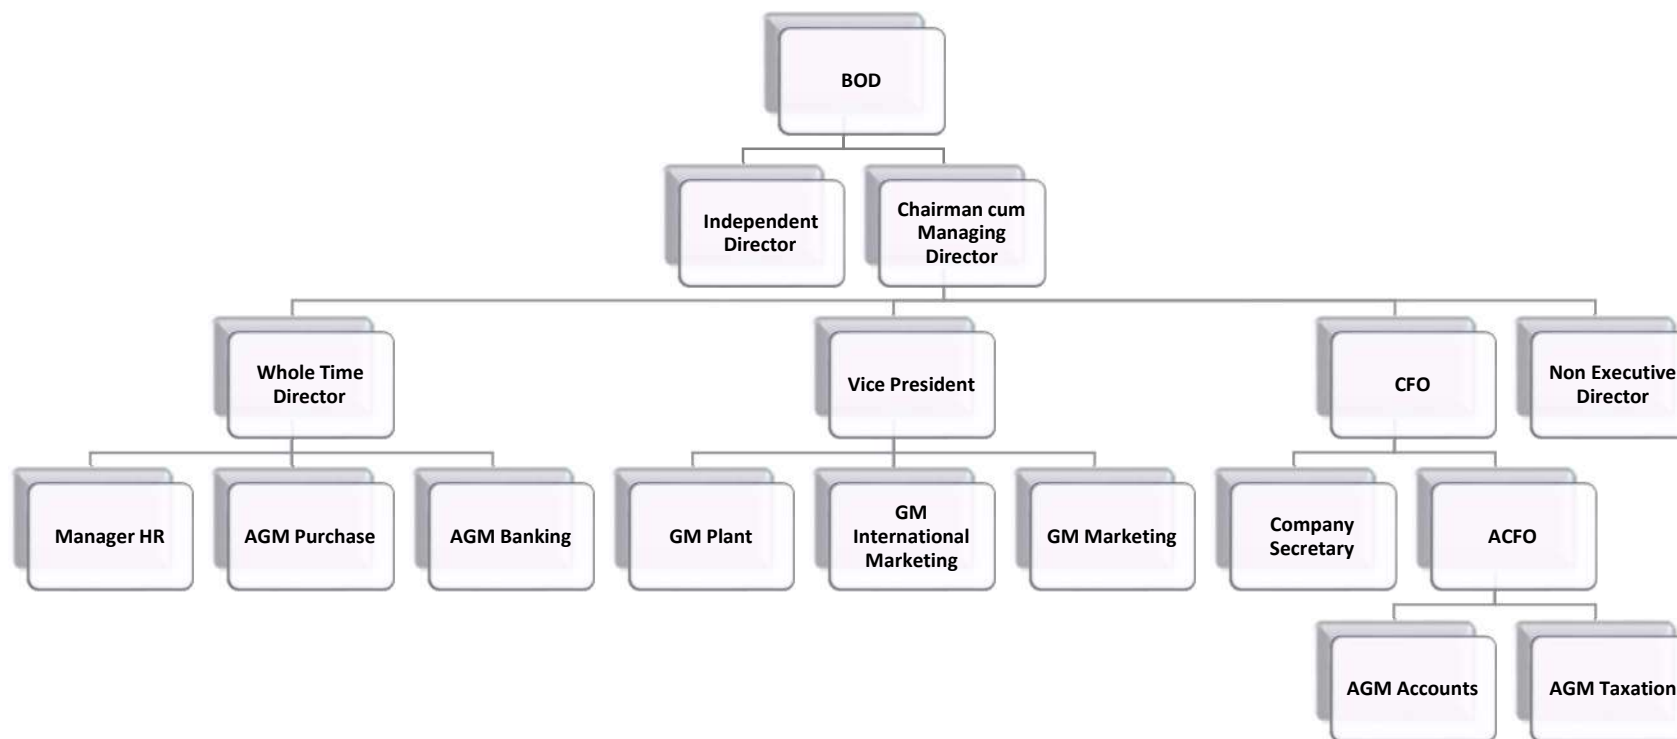 BOD
Independent
Director
Chairman cum
Managing
Director
Whole Time
Director
Vice President
CFO
Non Executive
Director
Manager HR
AGM Purchase
AGM Banking
GM Plant
GM
International
Marketing
GM Marketing
Company
Secretary
ACFO
AGM Accounts
AGM Taxation